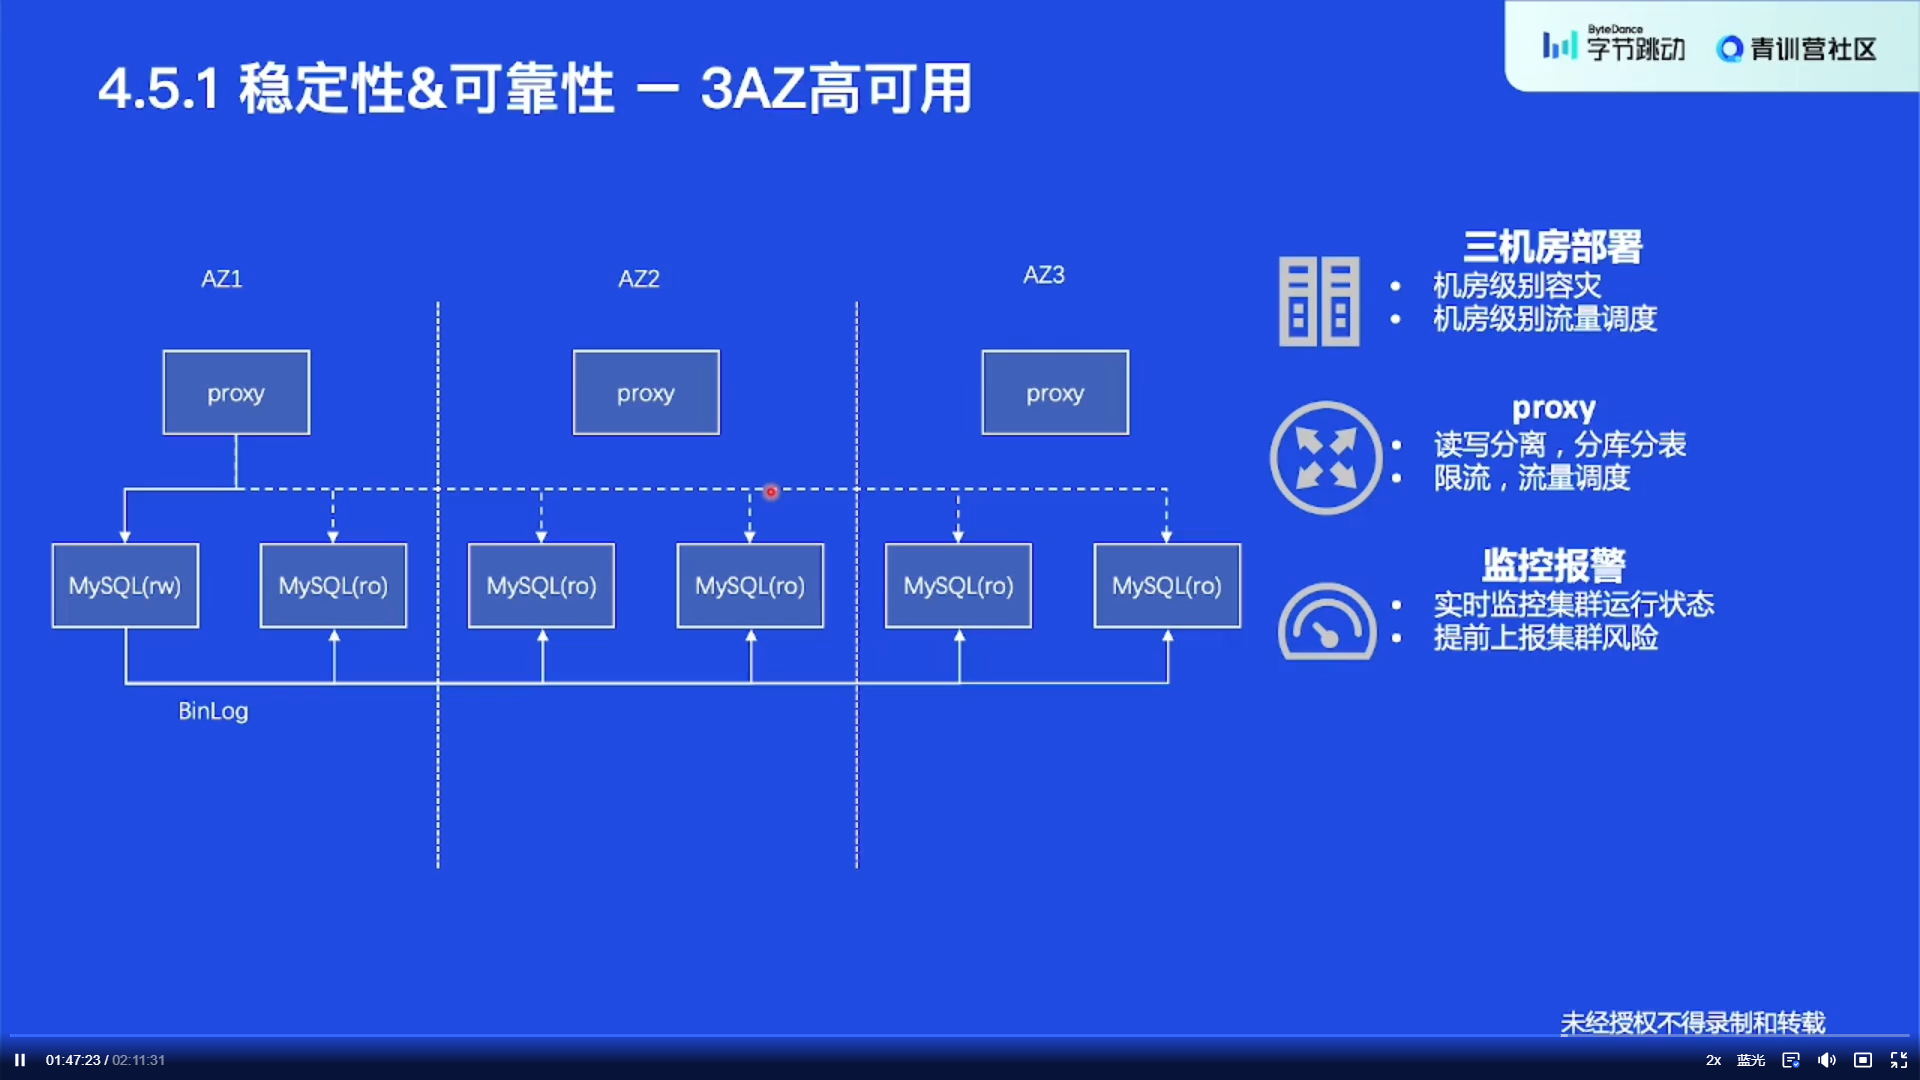 ByteDance
字节跳动
青训营社区
4.5.1 稳定性&可靠性 — 3AZ高可用
AZ1
AZ2
AZ3
proxy
proxy
proxy
MySQL(rw)
MySQL(ro)
MySQL(ro)
MySQL(ro)
MySQL(ro)
MySQL(ro)
BinLog
三机房部署
• 机房级别容灾
• 机房级别流量调度
proxy
• 读写分离，分库分表
• 限流，流量调度
监控报警
• 实时监控集群运行状态
• 提前上报集群风险
未经授权不得录制和转载
01:47:23 / 02:11:31
2x
蓝光